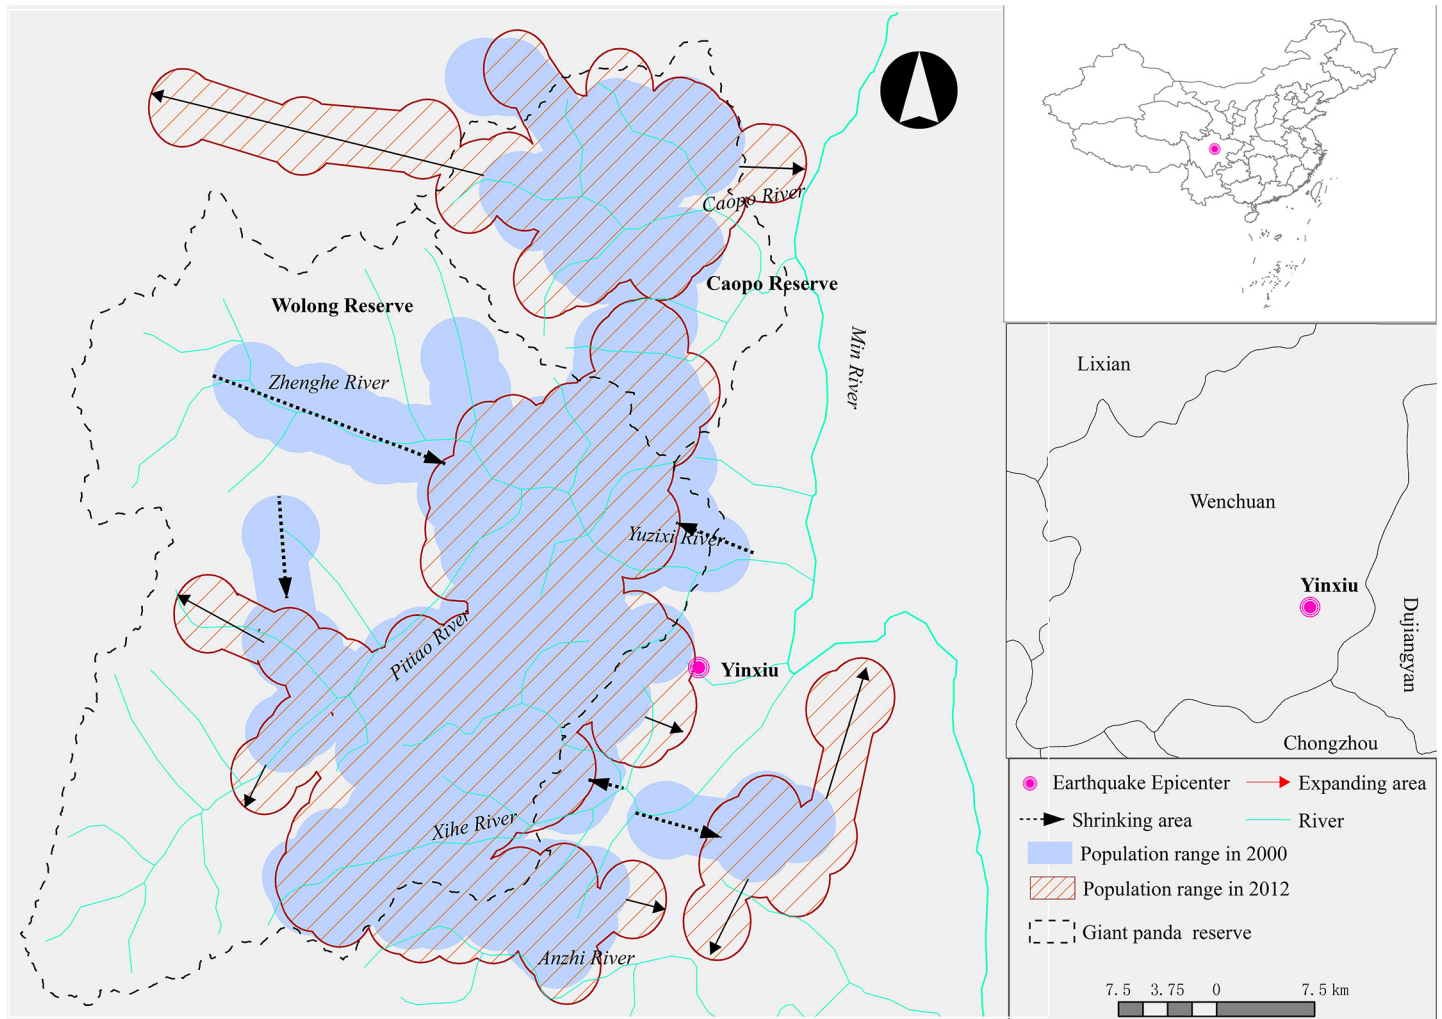 Caopo River
Caopo Reserve
Wolong Reserve
Min River
Zhenghe River
Yuzixi River
Pitiao River
Yinxiu
Xihe River
Anzhi River
Lixian
Wenchuan
Yinxiu
Dujiangyan
Chongzhou
Earthquake Epicenter
Expanding area
Shrinking area
River
Population range in 2000
Population range in 2012
Giant panda reserve
7.5 3.75 0 7.5 km